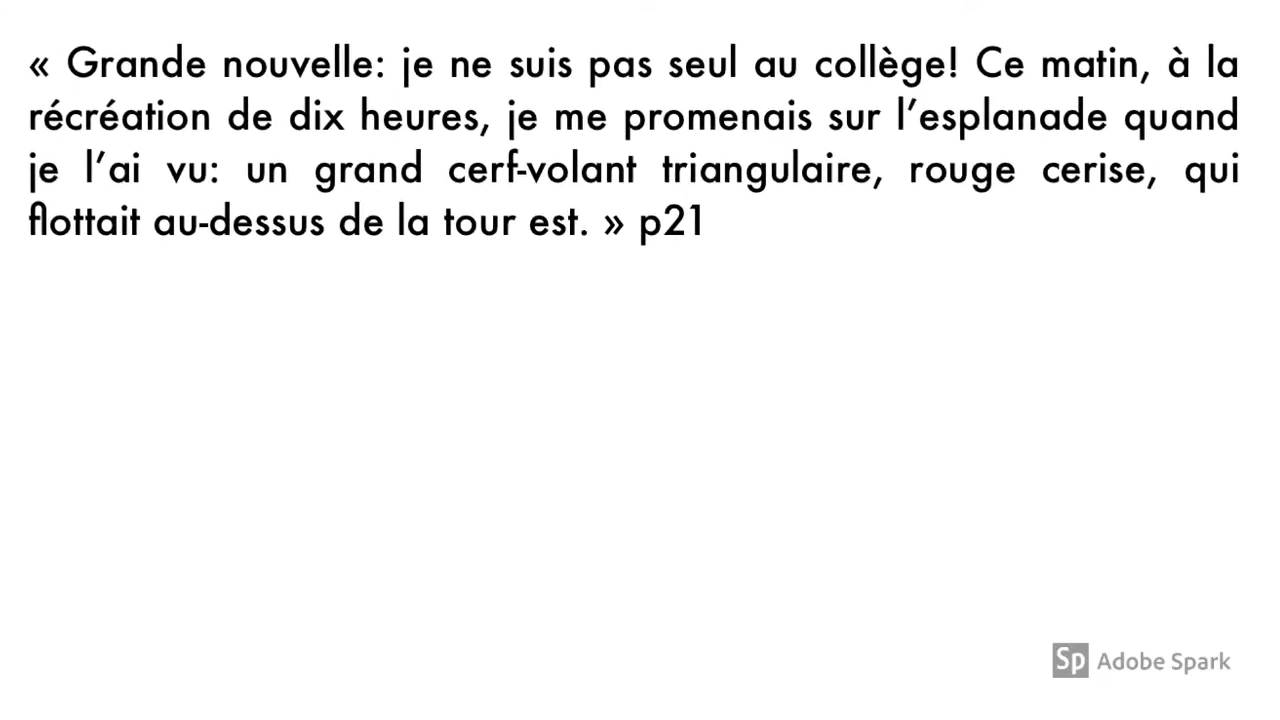 « Grande nouvelle: je ne suis pas seul au collège! Ce matin, à la
récréation de dix heures, je me promenais sur l’esplanade quand
je l’ai vu: un grand cerf-volant triangulaire, rouge cerise, qui
flottait au-dessus de la tour est. » p21
Sp Adobe Spark